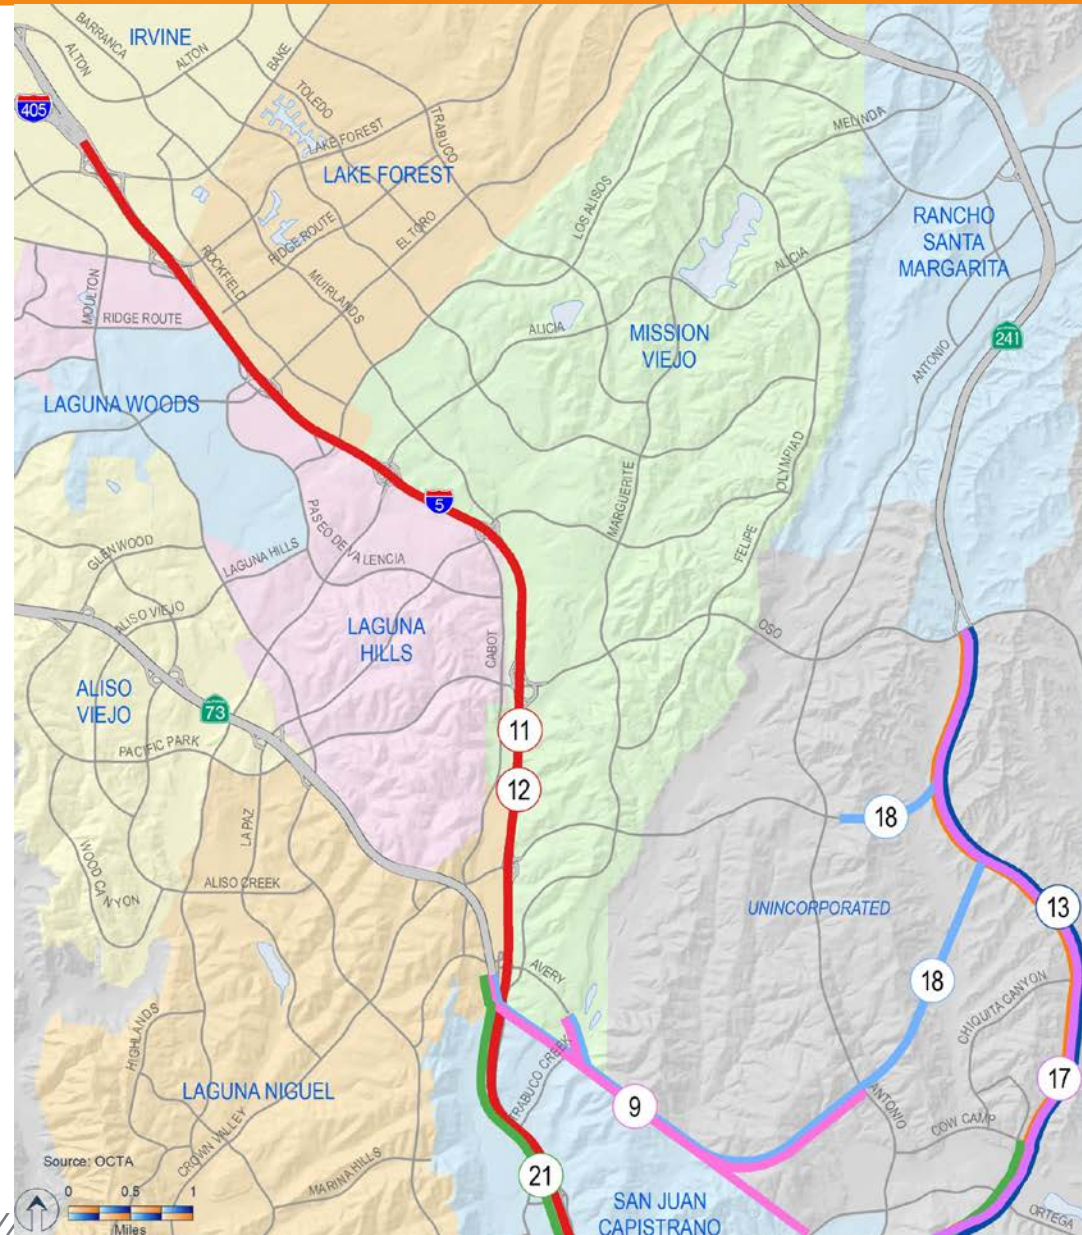 IRVINE
BARRANCA
ALTON
ALTON
BAKE
405
TOLEDO
LAKE FOREST
TRABUCO
LAKE FOREST
MELINDA
LOS ALISOS
RANCHO
SANTA
MARGARITA
RIDGE ROUTE
EL TORO
ROCKFIELD
MUIRLANDS
ALICIA
MOULTON
RIDGE ROUTE
ALICIA
MISSION
VIEJO
241
ANTONIO
LAGUNA WOODS
OLYMPIAD
MARGUERITE
5
PASEO DE VALENCIA
GLENWOOD
LAGUNA HILLS
FELIPE
ALISO VIEJO
LAGUNA
HILLS
OSO
CABOT
ALISO
VIEJO
73
PACIFIC PARK
11
12
LA PAZ
18
WOOD CANYON
ALISO CREEK
UNINCORPORATED
13
AVERY
18
CHIQUITA CANYON
HIGHLANDS
TRABUCO CREEK
LAGUNA NIGUEL
9
17
ANTONIO
COW CAMP
CROWN VALLEY
Source: OCTA
MARINA HILLS
21
0 0.5 1
Miles
SAN JUAN
CAPISTRANO
ORTEGA